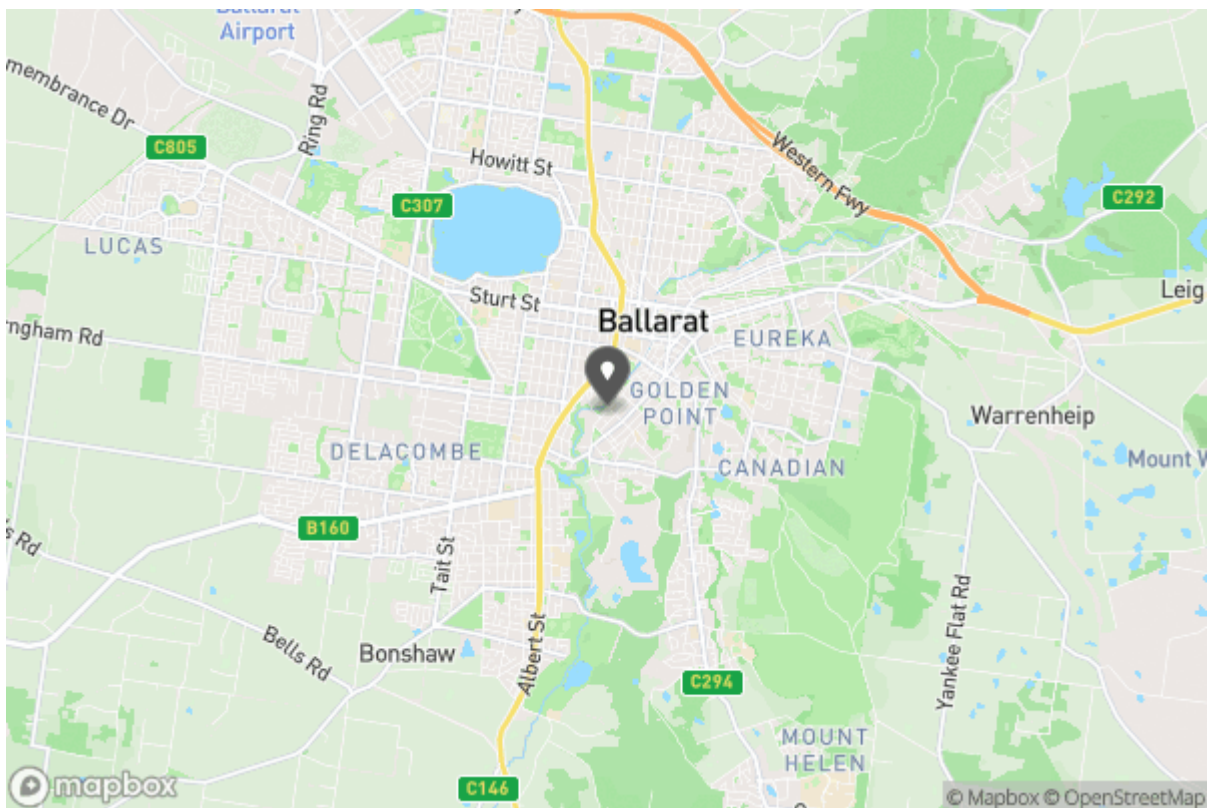 Ballarat
Airport
membrance Dr
Ring Rd
C805
Howitt St
Western Fwy
C307
C292
LUCAS
Sturt St
Leig
Ballarat
rngham Rd
EUREKA
GOLDEN
POINT
Warrenheip
DELACOMBE
CANADIAN
Mount W
B160
s Rd
Tait St
Yankee Flat Rd
Bells Rd
Bonshaw
Albert St
C294
MOUNT
HELEN
C146
mapbox
© Mapbox © OpenStreetMap